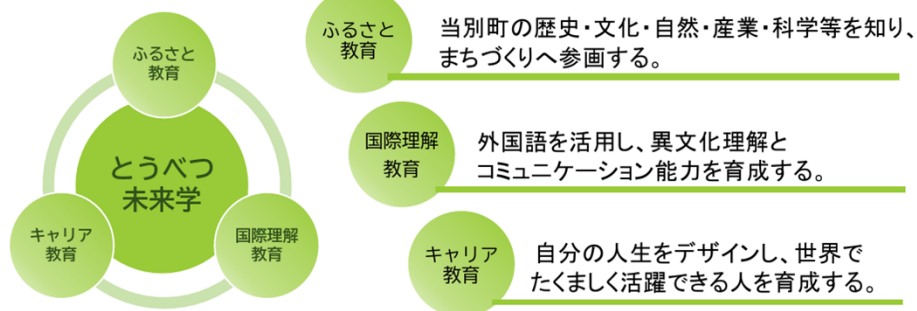 ふるさと
教育
とうべつ
未来学
キャリア
教育
国際理解
教育
ふるさと
教育
当別町の歴史・文化・自然・産業・科学等を知り、
まちづくりへ参画する。
国際理解
教育
外国語を活用し、異文化理解と
コミュニケーション能力を育成する。
キャリア
教育
自分の人生をデザインし、世界で
たくましく活躍できる人を育成する。